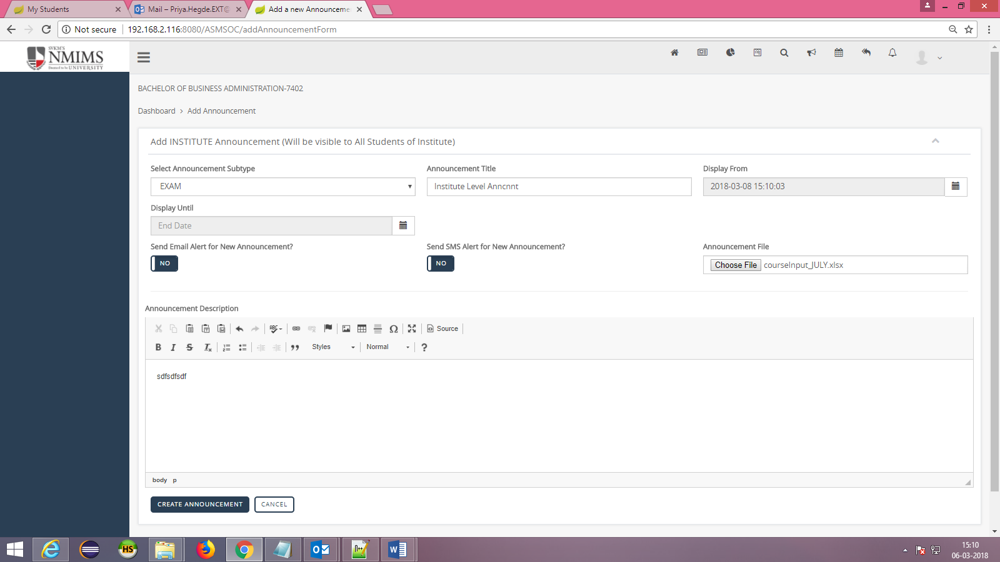 My Students
Mail – Priya.Hegde.EXT@
Add a new Announceme
Not secure
192.168.2.116:8080/ASMSOC/addAnnouncementForm
SVKM'S
NMIMS
Deemed to be UNIVERSITY
BACHELOR OF BUSINESS ADMINISTRATION-7402
Dashboard > Add Announcement
Add INSTITUTE Announcement (Will be visible to All Students of Institute)
Select Announcement Subtype
Announcement Title
Display From
EXAM
Institute Level Anncnnt
2018-03-08 15:10:03
Display Until
End Date
Send Email Alert for New Announcement?
Send SMS Alert for New Announcement?
Announcement File
NO
NO
Choose File courseInput_JULY.xlsx
Announcement Description
ABC
Source
B I S Tx
Styles
Normal
?
sdfsdfsdf
body p
CREATE ANNOUNCEMENT
CANCEL
HS
15:10
06-03-2018